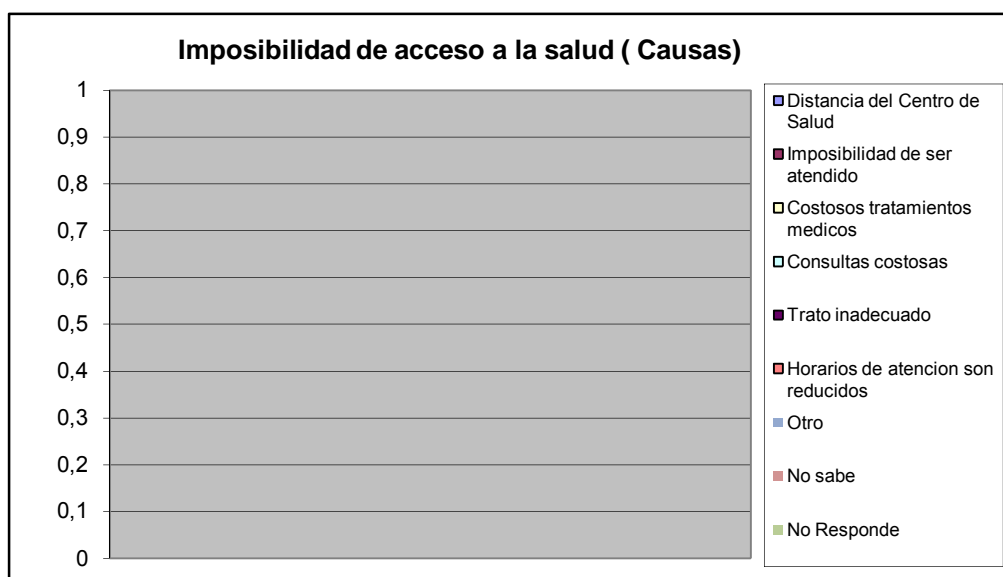 Imposibilidad de acceso a la salud ( Causas)
1
0,9
0,8
0,7
0,6
0,5
0,4
0,3
0,2
0,1
0
Distancia del Centro de
Salud
Imposibilidad de ser
atendido
Costosos tratamientos
medicos
Consultas costosas
Trato inadecuado
Horarios de atencion son
reducidos
Otro
No sabe
No Responde